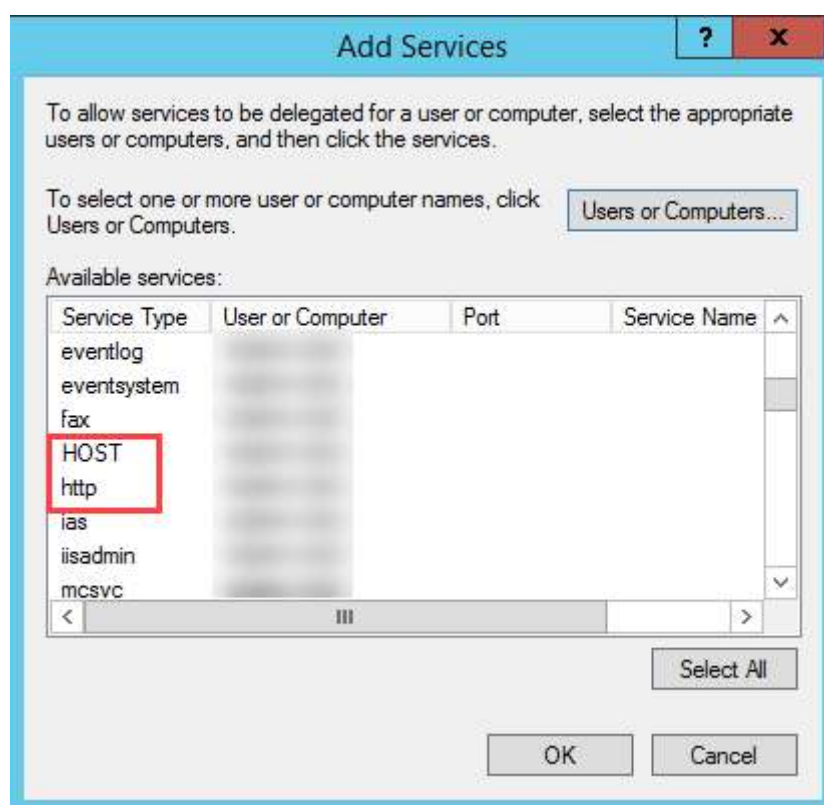 Add Services
?
x
To allow services to be delegated for a user or computer, select the appropriate
users or computers, and then click the services.
To select one or more user or computer names, click
Users or Computers.
Users or Computers...
Available services:
Service Type User or Computer Port Service Name
eventlog
eventsystem
fax
HOST
http
ias
iisadmin
mcsvc
Select All
OK Cancel